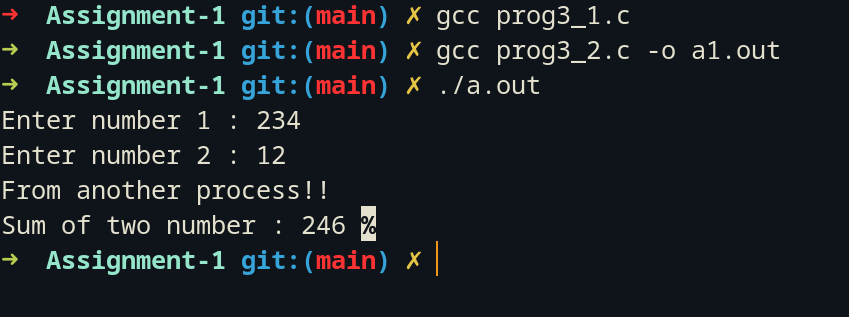 ➜  Assignment-1 git:(main) ✗ gcc prog3_1.c
➜  Assignment-1 git:(main) ✗ gcc prog3_2.c -o a1.out
➜  Assignment-1 git:(main) ✗ ./a.out
Enter number 1 : 234
Enter number 2 : 12
From another process!!
Sum of two number : 246 %
➜  Assignment-1 git:(main) ✗